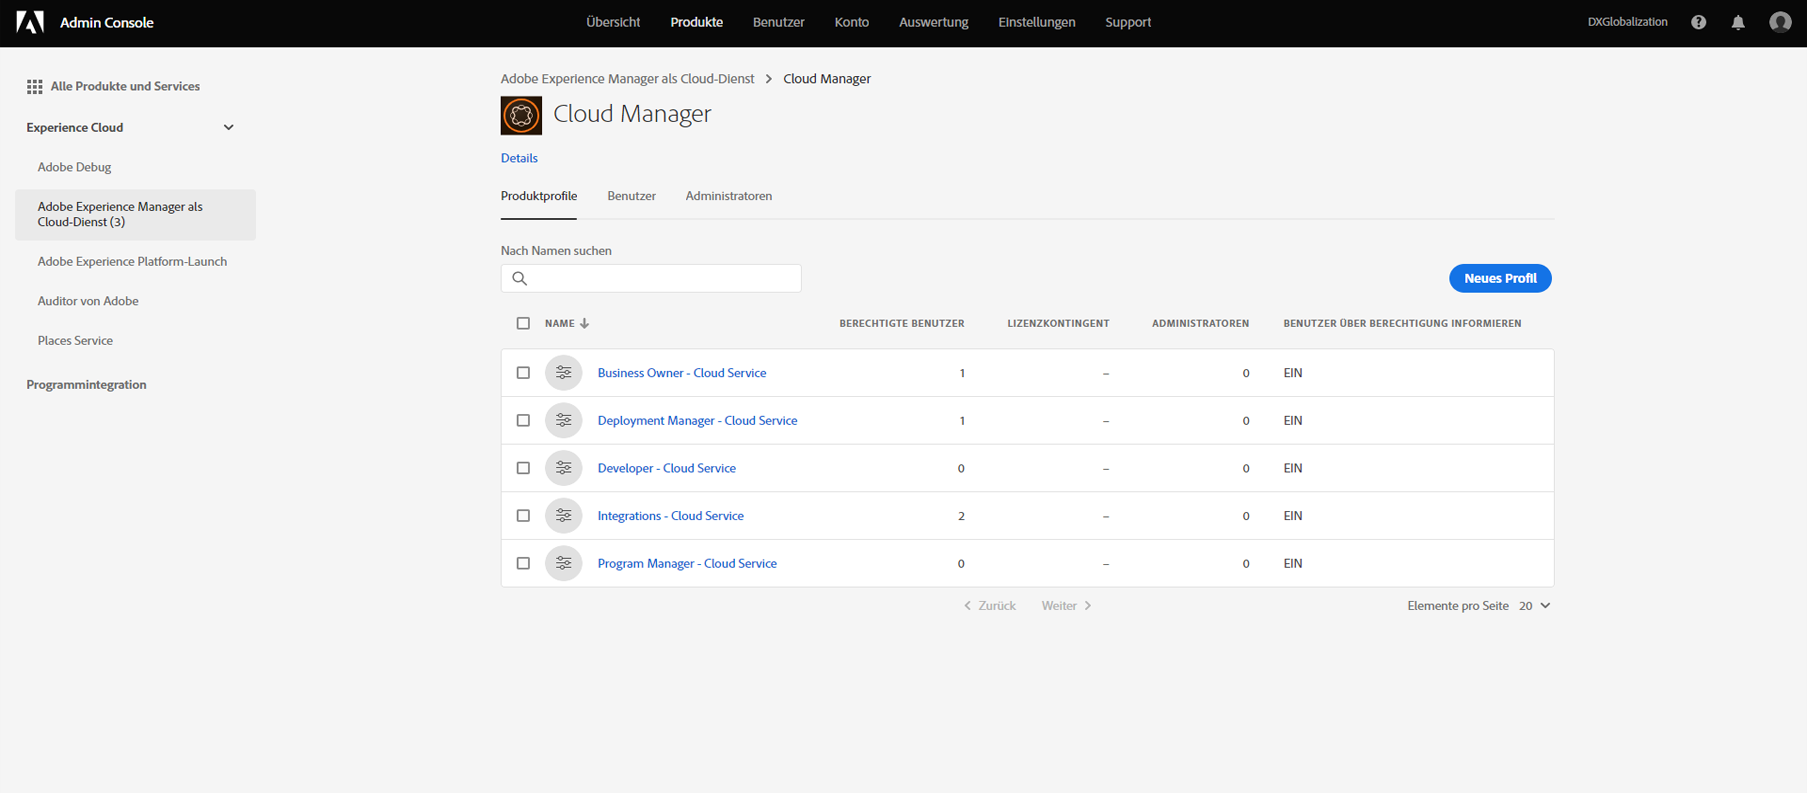 Admin Console
Übersicht
Produkte
Benutzer
Konto
Auswertung
Einstellungen
Support
DXGlobalization
Alle Produkte und Services
Experience Cloud
Adobe Debug
Adobe Experience Manager als
Cloud-Dienst (3)
Adobe Experience Platform-Launch
Auditor von Adobe
Places Service
Programmintegration
Adobe Experience Manager als Cloud-Dienst > Cloud Manager
Cloud Manager
Details
Produktprofile
Benutzer
Administratoren
Nach Namen suchen
Neues Profil
NAME BERECHTIGTE BENUTZER LIZENZKONTINGENT ADMINISTRATOREN BENUTZER ÜBER BERECHTIGUNG INFORMIEREN
Business Owner - Cloud Service 1 – 0 EIN
Deployment Manager - Cloud Service 1 – 0 EIN
Developer - Cloud Service 0 – 0 EIN
Integrations - Cloud Service 2 – 0 EIN
Program Manager - Cloud Service 0 – 0 EIN
Zurück
Weiter
Elemente pro Seite 20